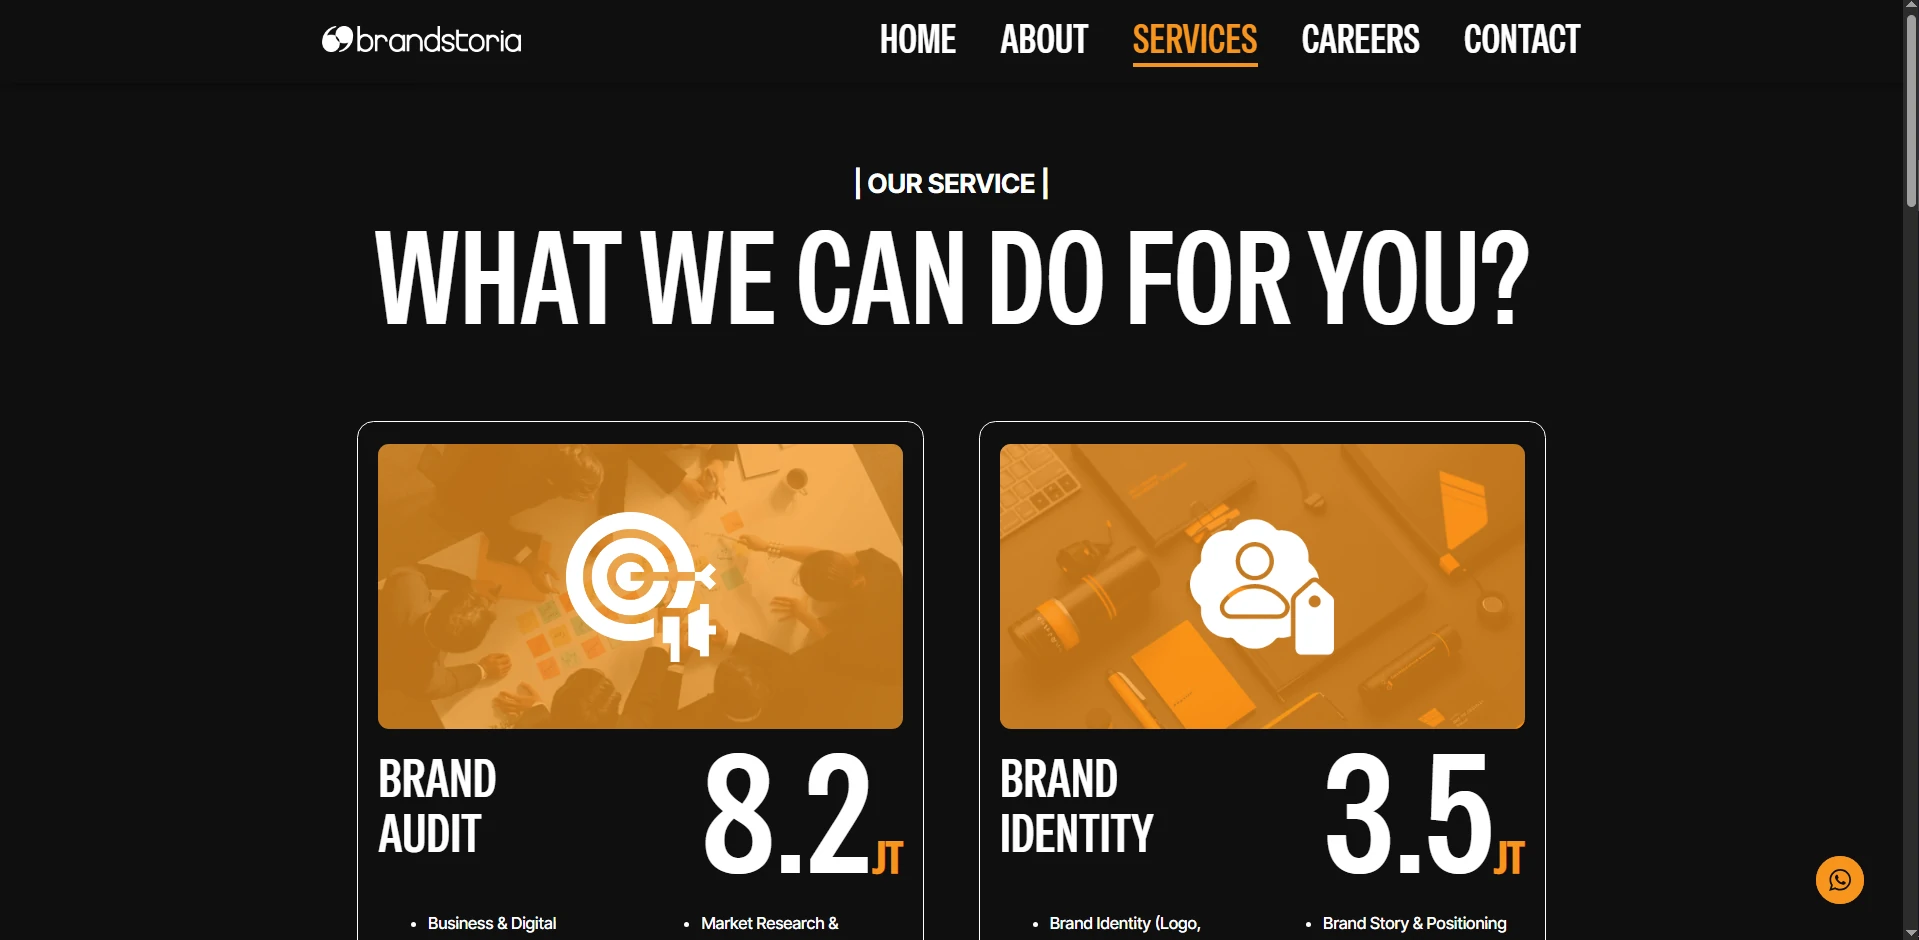 brandstoria
HOME ABOUT SERVICES CAREERS CONTACT
| OUR SERVICE |
WHAT WE CAN DO FOR YOU?
BRAND
AUDIT
8.2JT
• Business & Digital
• Market Research &
BRAND
IDENTITY
3.5JT
• Brand Identity (Logo,
• Brand Story & Positioning